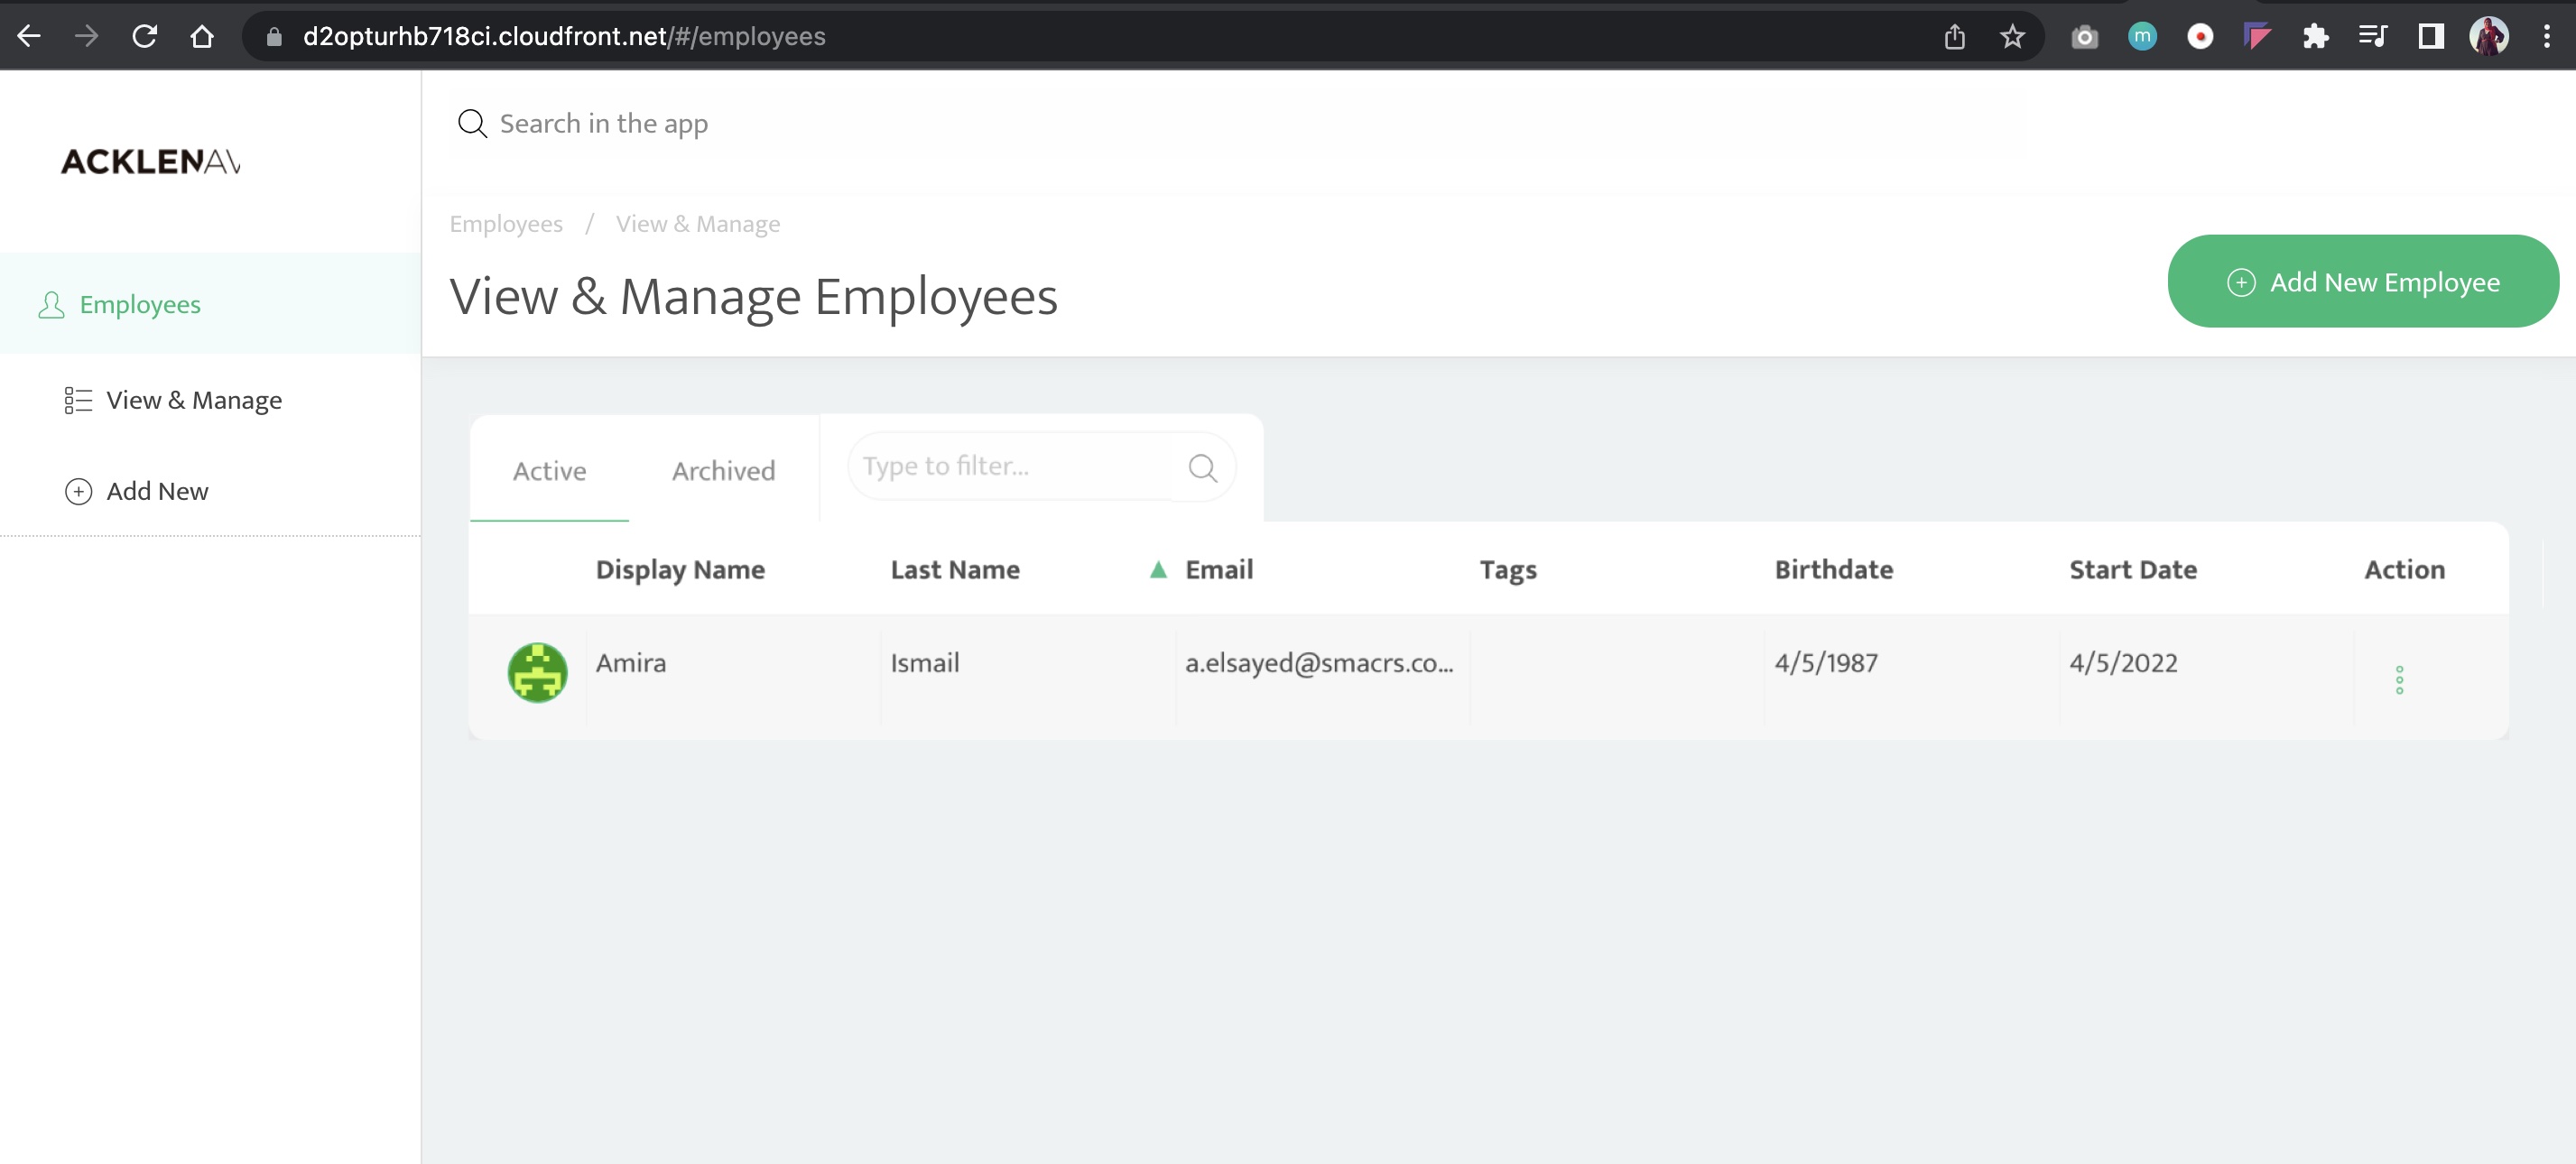 d2opturhb718ci.cloudfront.net/#/employees
m
Search in the app
ACKLENAV
Employees / View & Manage
View & Manage Employees
Add New Employee
Employees
View & Manage
Add New
Active Archived Type to filter...
Display Name Last Name Email Tags Birthdate Start Date Action
Amira Ismail a.elsayed@smacrs.co... 4/5/1987 4/5/2022